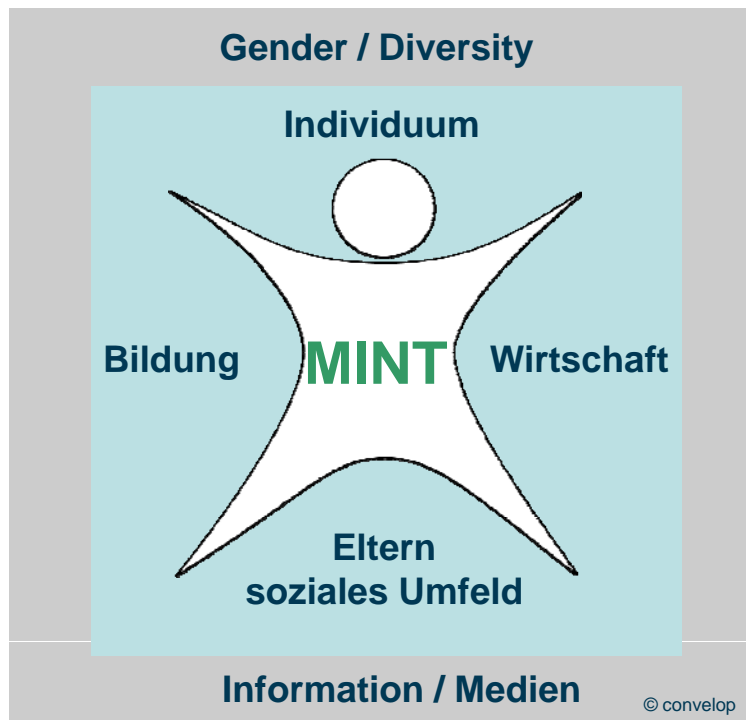 Gender / Diversity
Individuum
Bildung
MINT
Wirtschaft
Eltern
soziales Umfeld
Information / Medien
© convelop